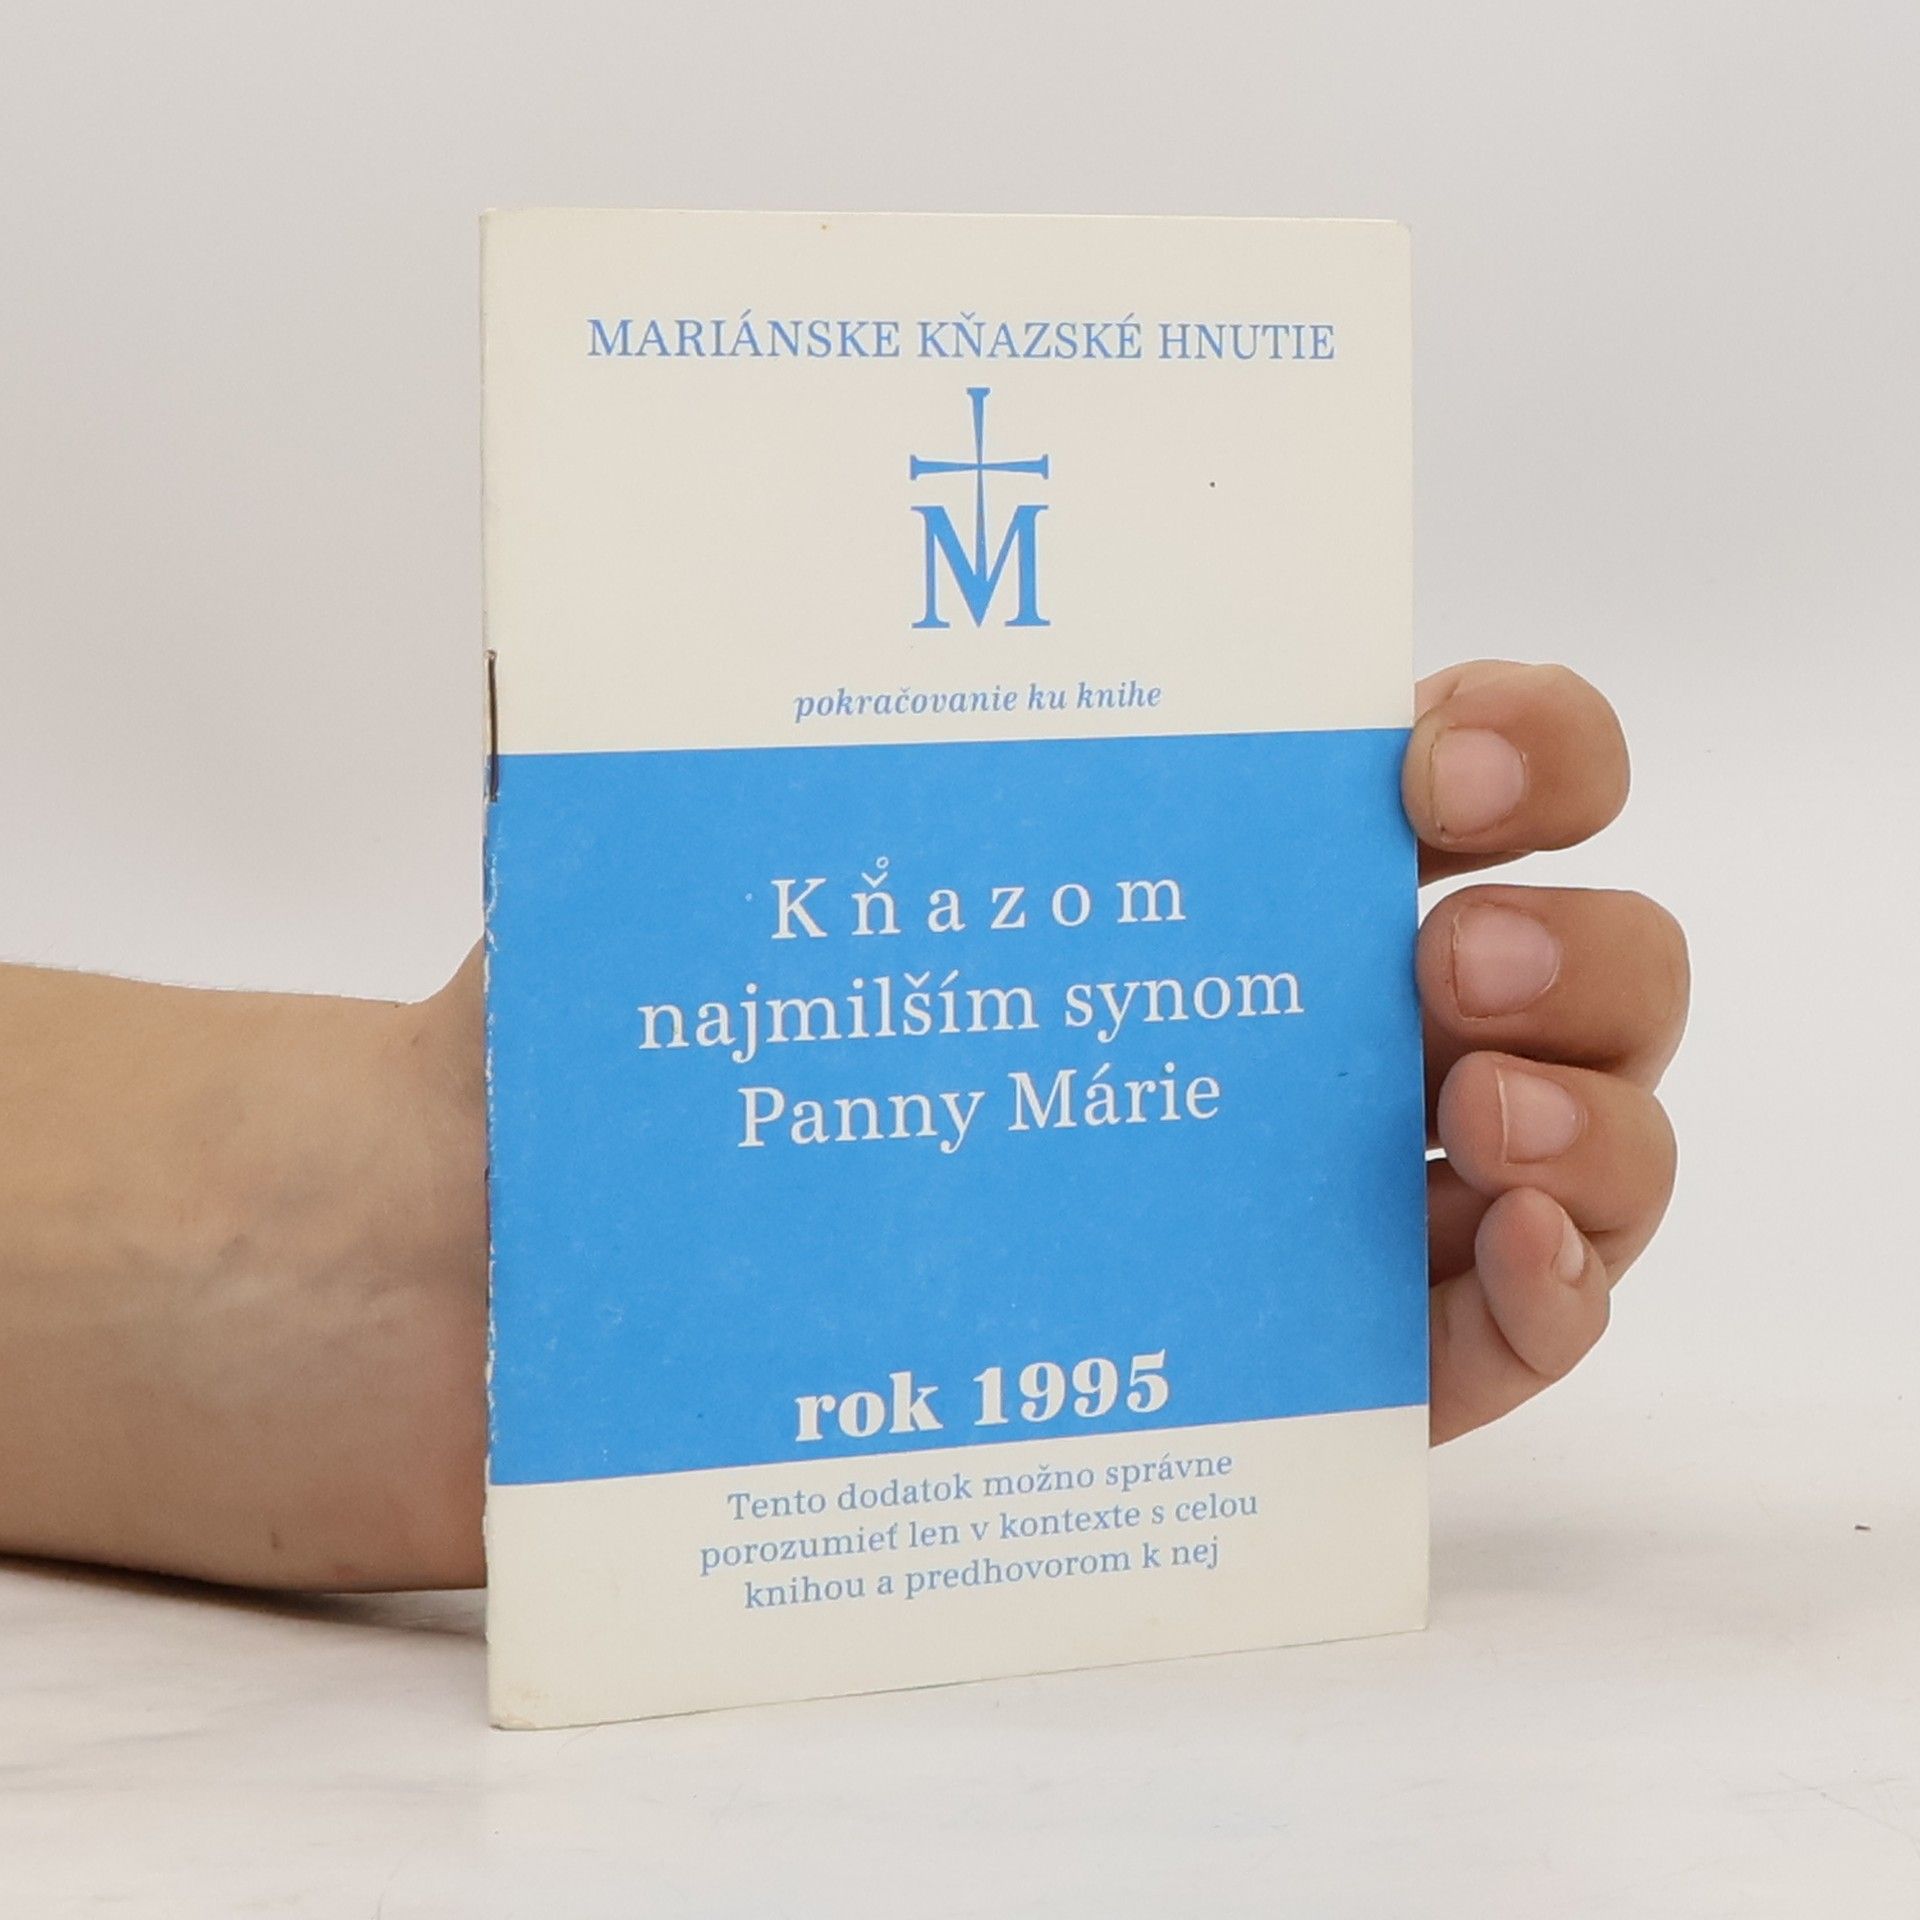 MARIÁNSKE KŇAZSKÉ HNUTIE
M
pokračovanie ku knihe
Kňazom
najmilším synom
Panny Márie
rok 1995
Tento dodatok možno správne
porozumieť len v kontexte s celou
knihou a predhovorom k nej